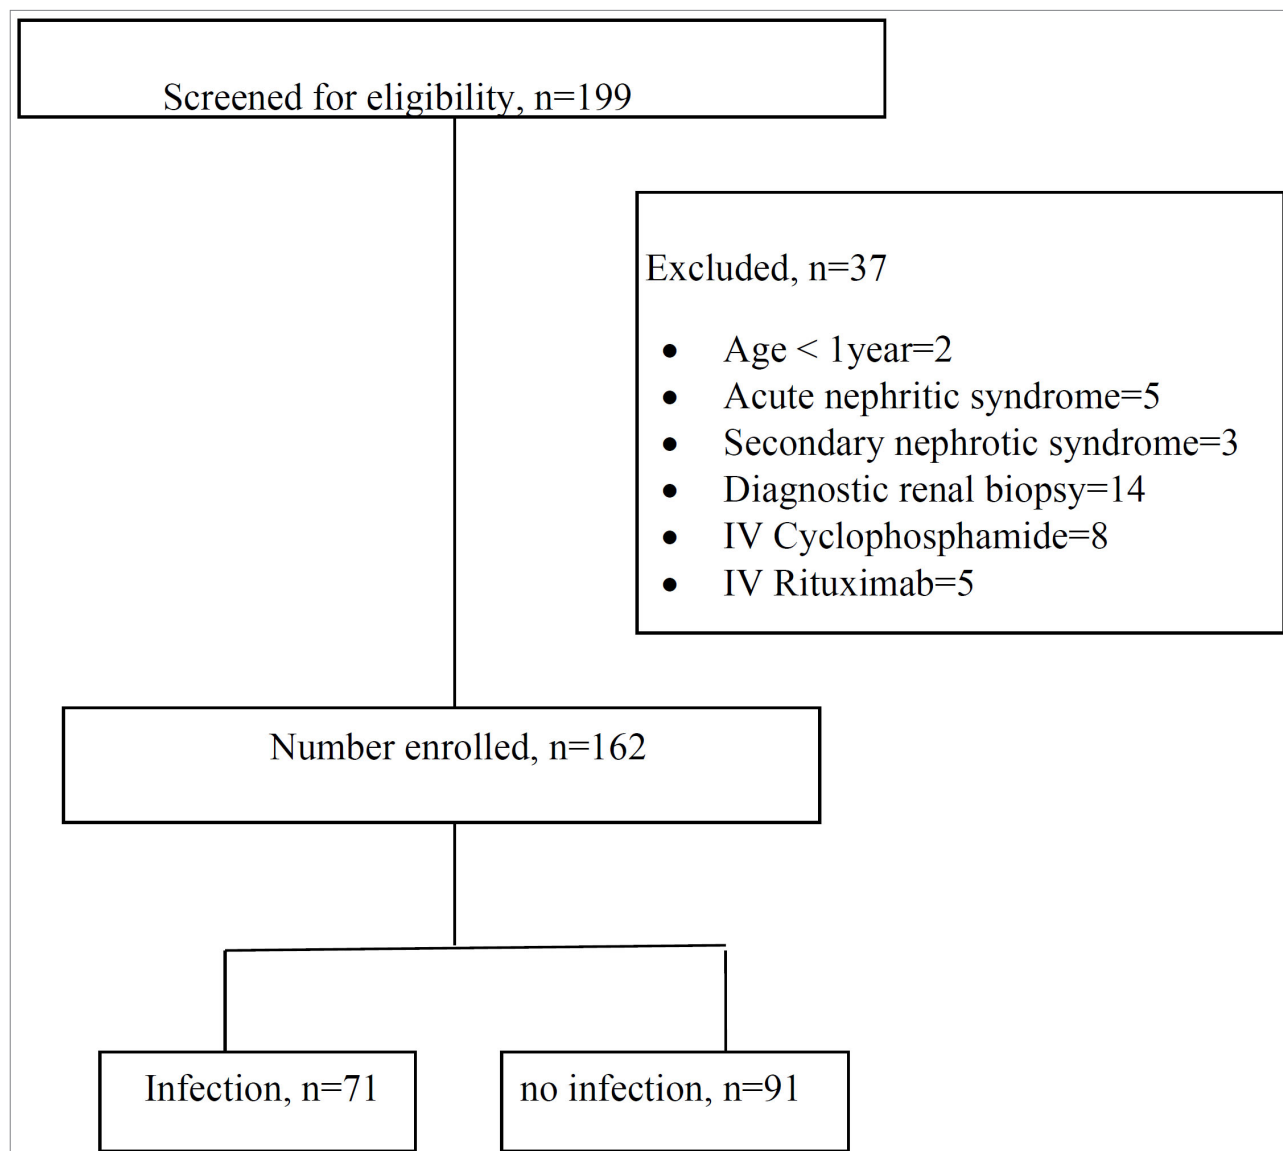 Screened for eligibility, n=199
Excluded, n=37
• Age < 1year=2
• Acute nephritic syndrome=5
• Secondary nephrotic syndrome=3
• Diagnostic renal biopsy=14
• IV Cyclophosphamide=8
• IV Rituximab=5
Number enrolled, n=162
Infection, n=71
no infection, n=91